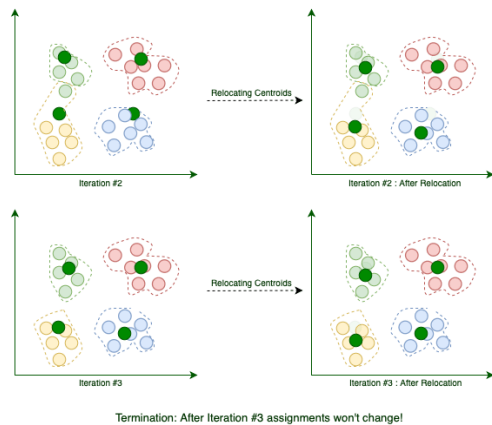 Relocating Centroids
Iteration #2
Iteration #2 : After Relocation
Relocating Centroids
Iteration #3
Iteration #3 : After Relocation
Termination: After Iteration #3 assignments won't change!